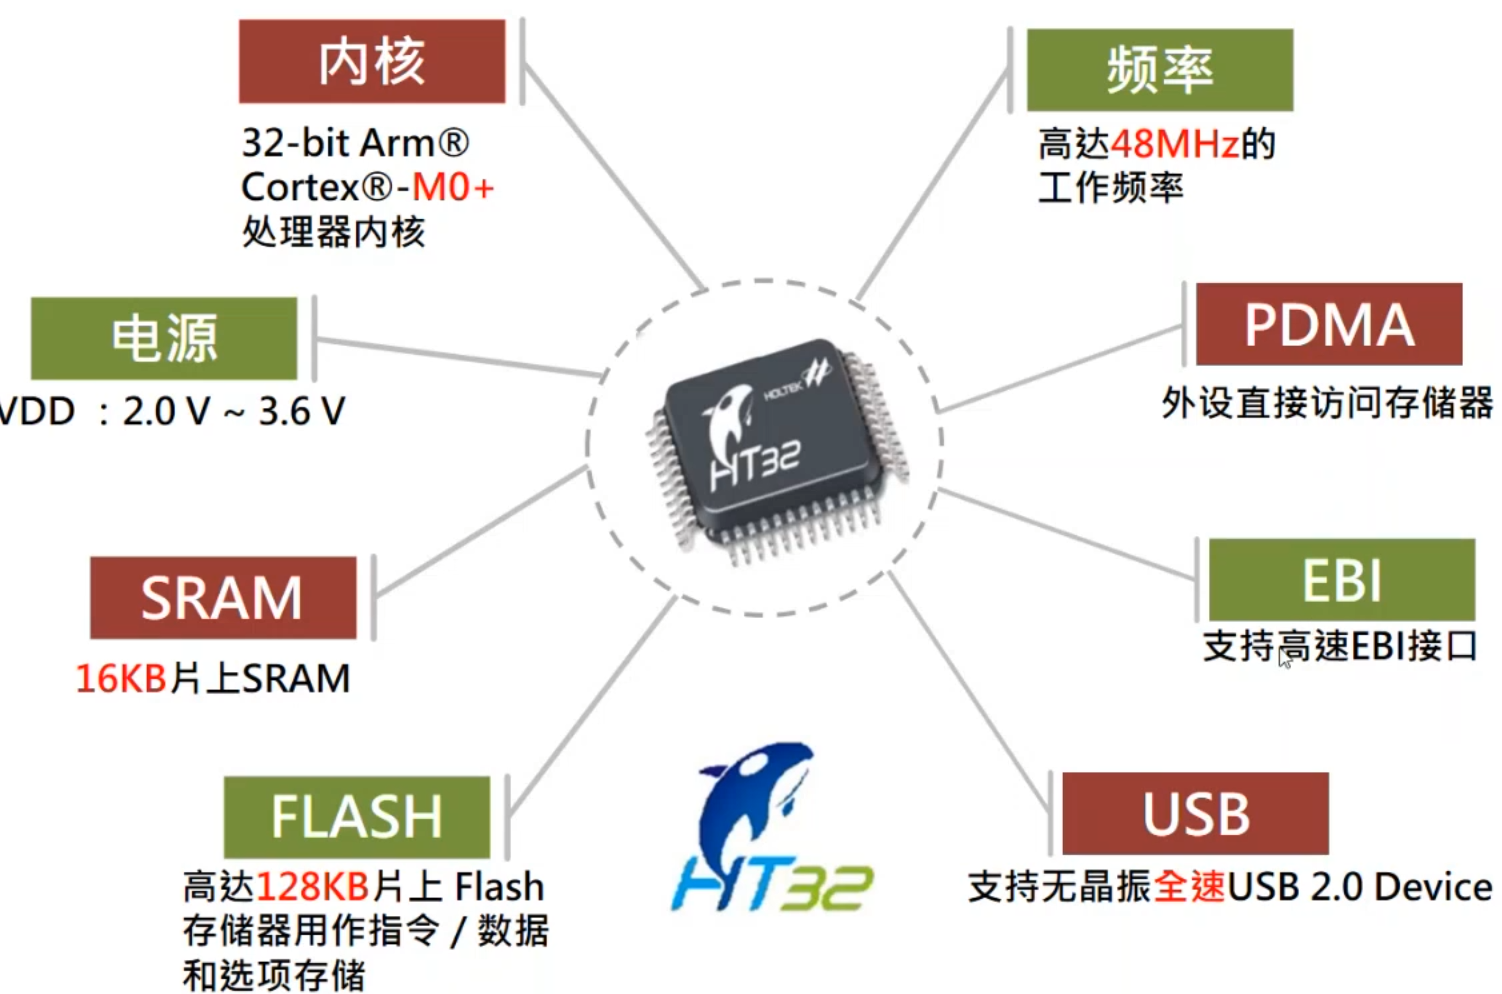 内核
32-bit Arm®
Cortex®-M0+
处理器内核
频率
高达48MHz的
工作频率
电源
VDD ：2.0 V ~ 3.6 V
PDMA
外设直接访问存储器
HOLTEK
HT32
SRAM
16KB片上SRAM
EBI
支持高速EBI接口
FLASH
高达128KB片上 Flash
存储器用作指令 / 数据
和选项存储
HT32
USB
支持无晶振全速USB 2.0 Device